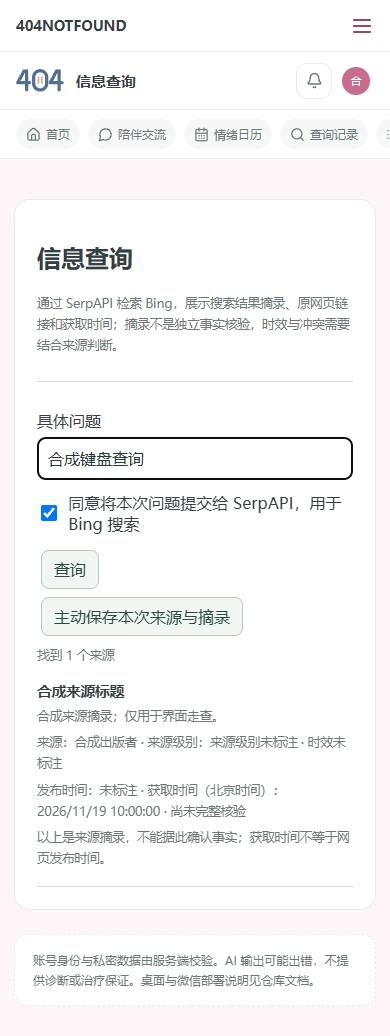 404NOTFOUND
404 信息查询 合
首页 陪伴交流 情绪日历 查询记录
信息查询
通过 SerpAPI 检索 Bing，展示搜索结果摘录、原网页链
接和获取时间；摘录不是独立事实核验，时效与冲突需要
结合来源判断。
具体问题
合成键盘查询
同意将本次问题提交给 SerpAPI，用于
Bing 搜索
查询
主动保存本次来源与摘录
找到 1 个来源
合成来源标题
合成来源摘录；仅用于界面走查。
来源：合成出版者 · 来源级别：来源级别未标注 · 时效未
标注
发布时间：未标注 · 获取时间（北京时间）：
2026/11/19 10:00:00 · 尚未完整核验
以上是来源摘录，不能据此确认事实；获取时间不等于网
页发布时间。
账号身份与私密数据由服务端校验。AI 输出可能出错，不提
供诊断或治疗保证。桌面与微信部署说明见仓库文档。